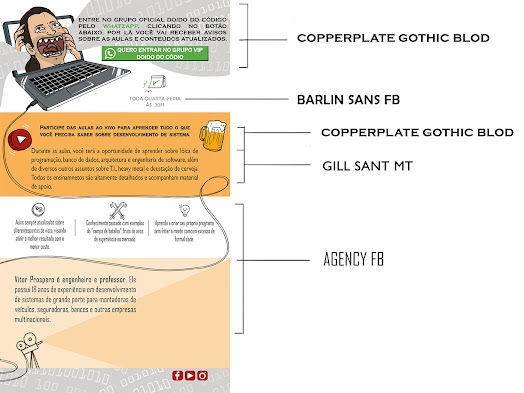 ENTRE NO GRUPO OFICIAL DOIDO DO CÓDIGO
PELO WHATZAPP, CLICANDO NO BOTÃO
ABAIXO. POR LÁ VOCÊ VAI RECEBER AVISOS
SOBRE AS AULAS E CONTEÚDOS ATUALIZADOS.
QUERO ENTRAR NO GRUPO VIP
DOIDO DO CÓDIO
COPPERPLATE GOTHIC BLOD
TODA QUARTA-FEIRA
ÀS 20H
BARLIN SANS FB
PARTICIPE DAS AULAS AO VIVO PARA APRENDER TUDO O QUE
VOCÊ PRECISA SABER SOBRE DESENVOLVIMENTO DE SISTEMA
COPPERPLATE GOTHIC BLOD
Durante as aulas, você terá a oportunidade de aprender sobre lóica de
programação, banco de dados, arquitetura e engenharia de software, além
de diversos outros assuntos sobre T.I, heavy metal e desstação de cerveja.
Todos os ensinamnetos são altamente detalhados e acompanham material
de apoio.
GILL SANT MT
Aulas sempre atualizadas sobre
diferentes pontos de vista, visando
obter o melhor resultado com o
menor custo.
Conhecimento passado com exemplos
do "campo de batalha", fruto de anos
de experiência no mercado.
Aprenda a criar seu próprio programa
sem limitar a mente com com excesso de
formalidade.
AGENCY FB
Vitor Prospero é engenheiro e professor. Ele
possui 18 anos de experiência em desenvolvimento
de sistemas de grande porte para montadoras de
veículos, seguradoras, bancos e outras empresas
multinacionais.